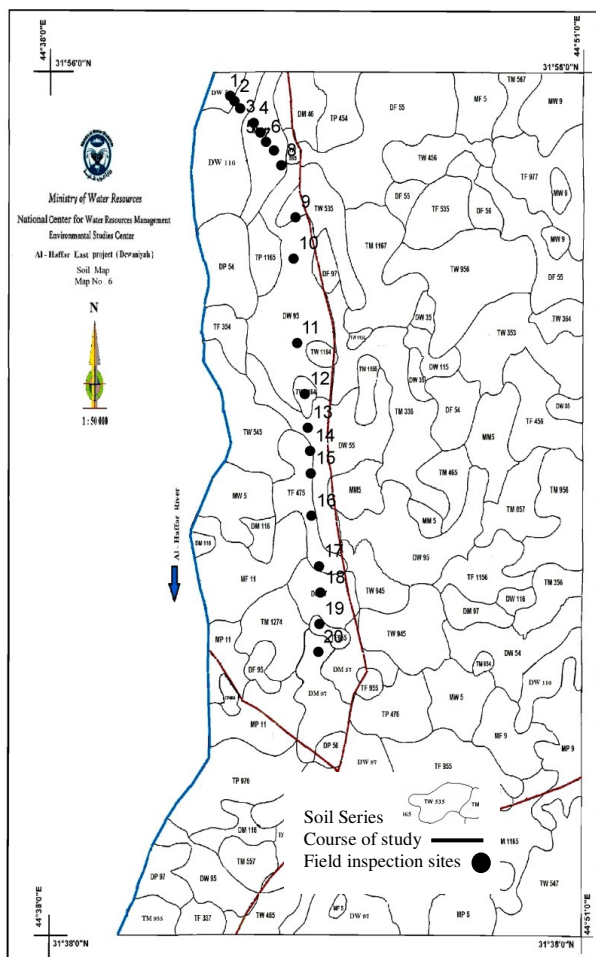 44°38'0"E
44°51'0"E
31°56'0"N
31°55'0"N
Ministry of Water Resources
National Center for Water Resources Management
Environmental Studies Center
Al-Haffar East project (Dewaniyah)
Soil Map
Map No. 6
N
1 : 50 000
Al-Haffar River
1
2
3
4
5
6
8
9
10
11
12
13
14
15
16
17
18
19
20
DW 116
DM 46
TP 454
DF 55
MF 5
TM 567
MW 9
TW 456
TF 977
MW 9
TW 535
DF 55
TF 535
DF 56
MW 9
DP 54
TP 1165
DF 97
TM 1167
TW 956
DF 55
TF 354
DW 95
DW 35
TW 353
TW 364
TW 1164
TW 1165
DW 115
DW 35
TM 336
DF 54
TF 456
TW 545
DW 55
MM5
TF 475
MM5
TM 465
TM 958
MW 5
DM 116
MM 5
TM 857
DM 116
DW 95
MF 11
TF 1156
TM 356
TW 945
DM 97
DW 116
TM 1274
MP 11
TW 945
DW 54
DF 95
DM 57
TM 954
DW 116
TF 955
MW 5
DM 97
TP 476
MP 11
MF 9
DP 56
MP 9
DW 97
TF 955
TP 976
Soil Series
TW 535
TM
Course of study
Field inspection sites
DM 116
TM 557
M 1165
DP 97
DW 95
TW 547
TM 955
TF 337
TW 465
MF 5
DW 97
MP 5
44°38'0"E
44°51'0"E
31°38'0"N
31°38'0"N